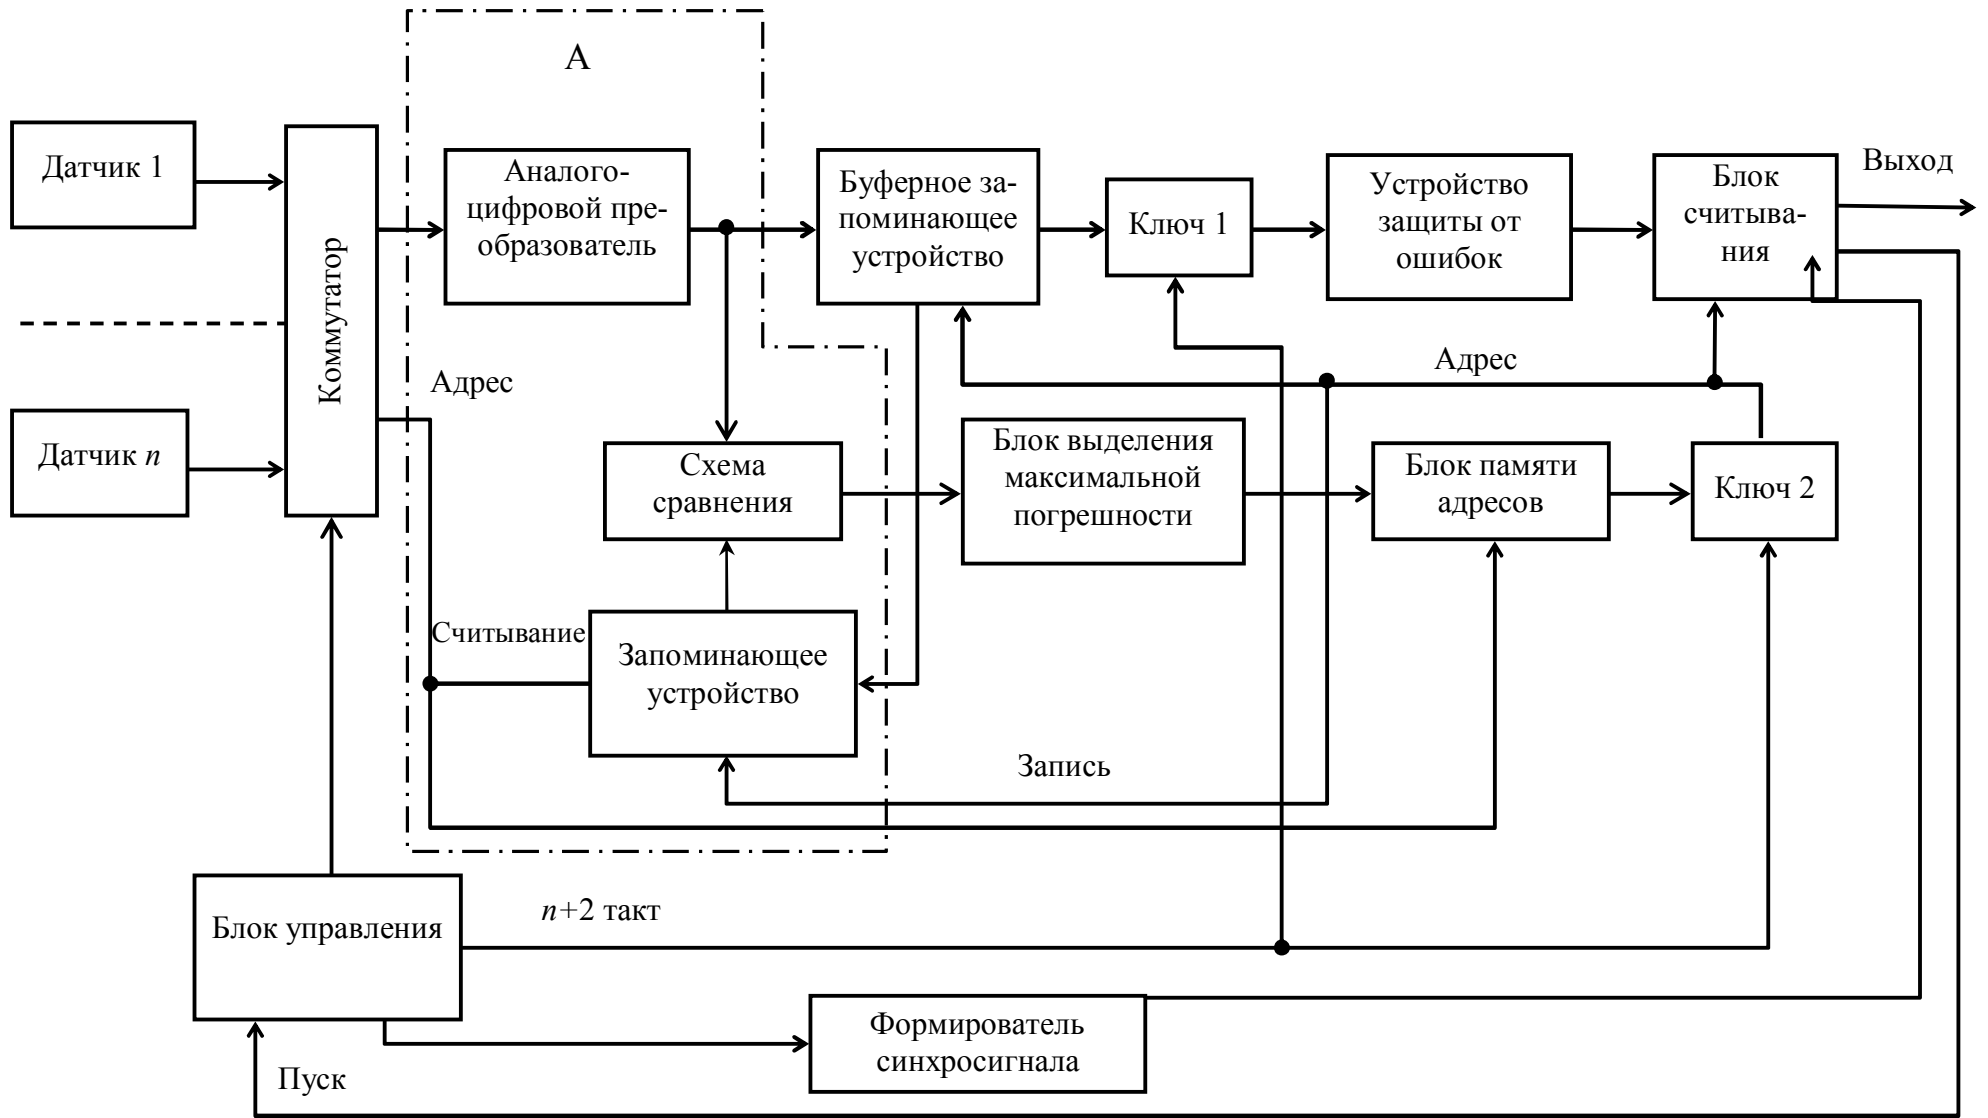 А
Датчик 1
Аналого-
цифровой пре-
образователь
Буферное за-
поминающее
устройство
Ключ 1
Устройство
защиты от
ошибок
Блок
считыва-
ния
Выход
Коммутатор
Адрес
Адрес
Датчик n
Схема
сравнения
Блок выделения
максимальной
погрешности
Блок памяти
адресов
Ключ 2
Считывание
Запоминающее
устройство
Запись
Блок управления
n+2 такт
Формирователь
синхросигнала
Пуск